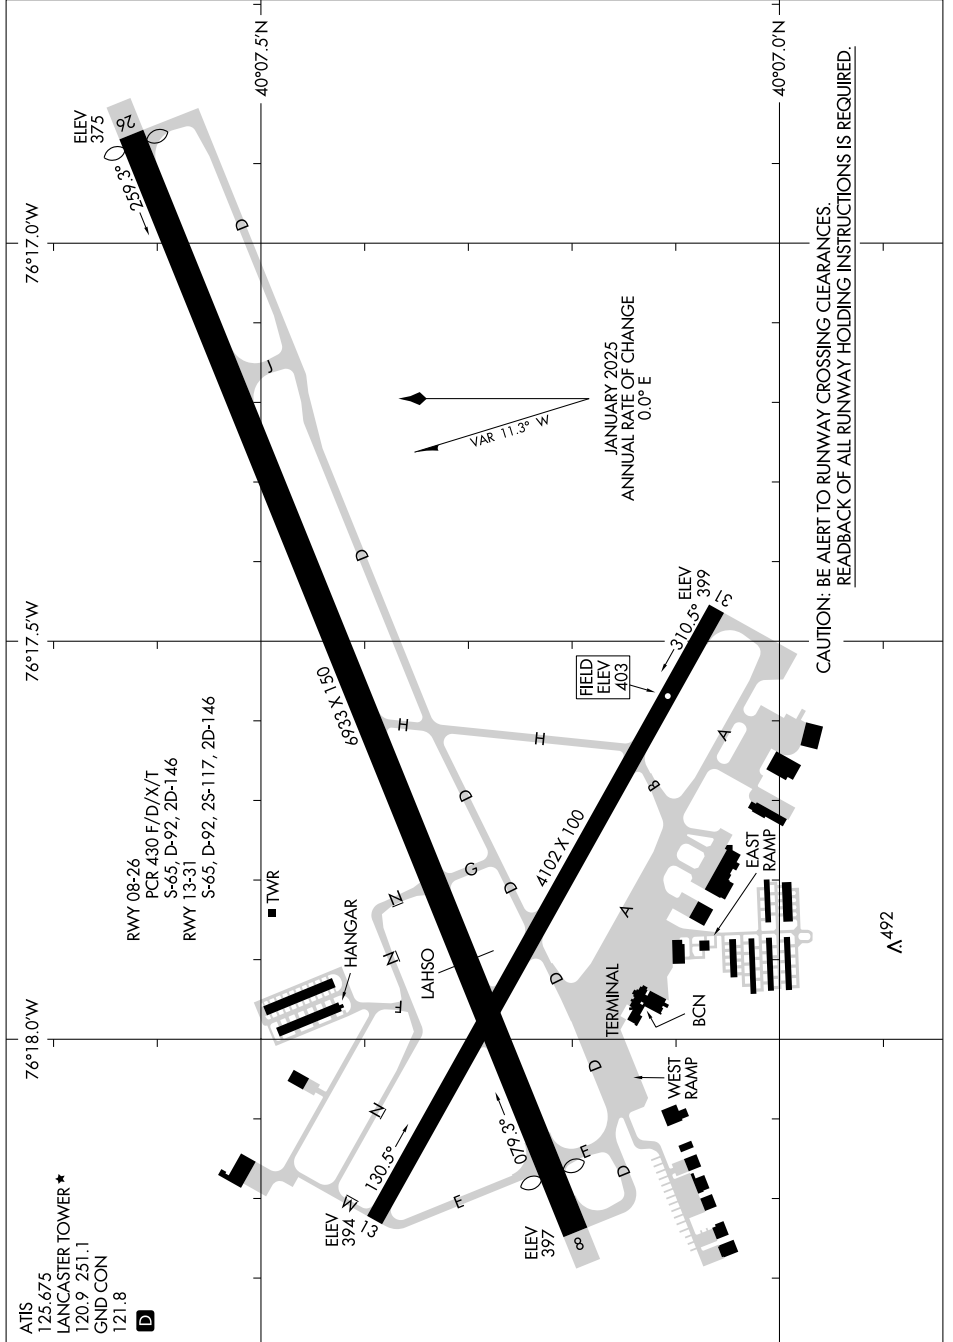 ATIS
125.675
LANCASTER TOWER★
120.9 251.1
GND CON
121.8
D
76°18.0'W
76°17.5'W
76°17.0'W
40°07.5'N
40°07.0'N
RWY 08-26
PCR 430 F/D/X/T
S-65, D-92, 2D-146
RWY 13-31
S-65, D-92, 2S-117, 2D-146
TWR
HANGAR
LAHSO
ELEV
375
26
259.3°
D
J
D
6933 X 150
H
H
D
G
D
N
N
F
N
M
130.5°
ELEV
394
13
E
E
ELEV
397
8
079.3°
D
D
D
4102 X 100
B
A
A
FIELD
ELEV
403
310.5°
ELEV
399
31
TERMINAL
BCN
WEST
RAMP
EAST
RAMP
492
VAR 11.3° W
JANUARY 2025
ANNUAL RATE OF CHANGE
0.0° E
CAUTION: BE ALERT TO RUNWAY CROSSING CLEARANCES.
READBACK OF ALL RUNWAY HOLDING INSTRUCTIONS IS REQUIRED.